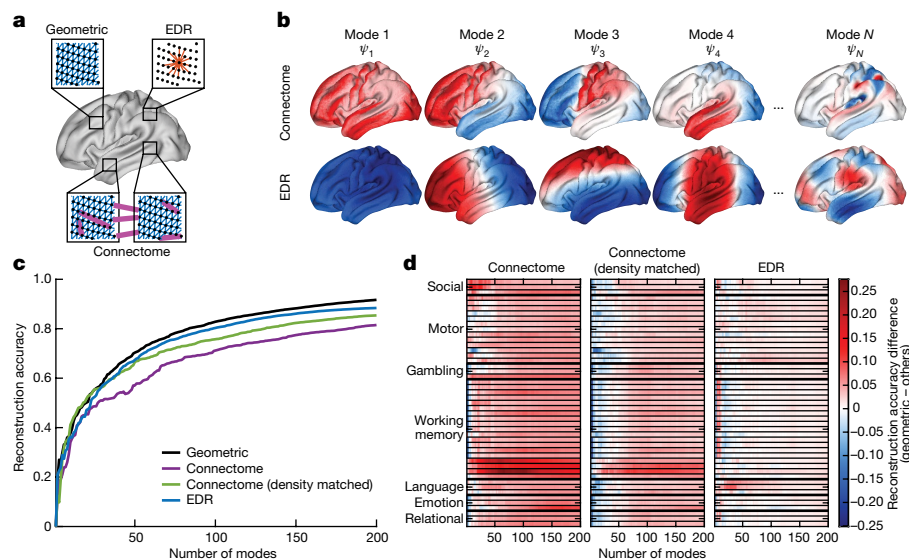 a
Geometric
EDR
Connectome
b
Mode 1
Mode 2
Mode 3
Mode 4
Mode N
ψ1
ψ2
ψ3
ψ4
ψN
Connectome
...
EDR
...
c
Reconstruction accuracy
1.0
0.8
0.6
0.4
0.2
0
Geometric
Connectome
Connectome (density matched)
EDR
50
100
150
200
Number of modes
d
Connectome
Connectome
(density matched)
EDR
Social
Motor
Gambling
Working
memory
Language
Emotion
Relational
50 100 150 200
50 100 150 200
50 100 150 200
Number of modes
0.25
0.20
0.15
0.10
0.05
0
−0.05
−0.10
−0.15
−0.20
−0.25
Reconstruction accuracy difference
(geometric − others)